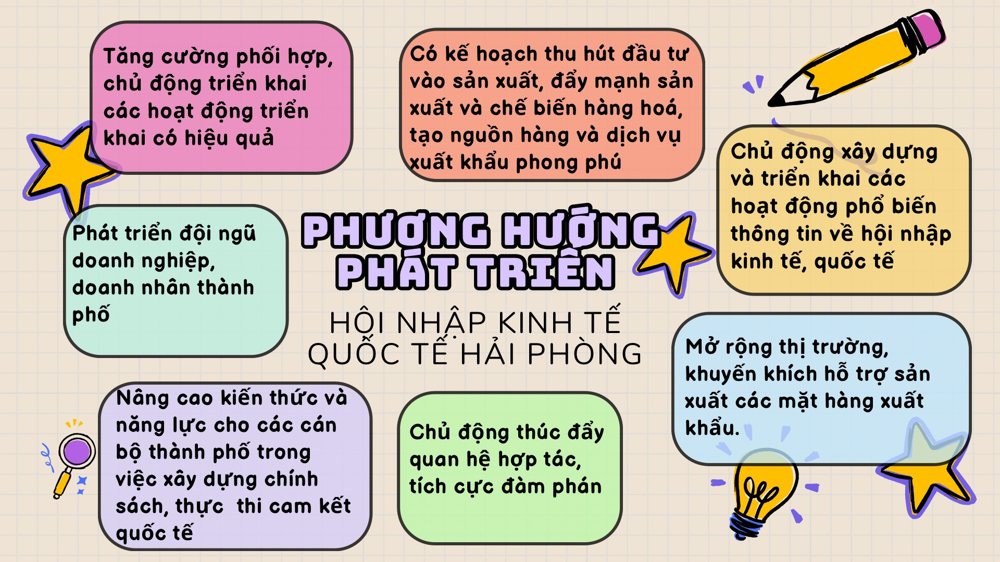 Tăng cường phối hợp,
chủ động triển khai
các hoạt động triển
khai có hiệu quả
Có kế hoạch thu hút đầu tư
vào sản xuất, đẩy mạnh sản
xuất và chế biến hàng hoá,
tạo nguồn hàng và dịch vụ
xuất khẩu phong phú
Chủ động xây dựng
và triển khai các
hoạt động phổ biến
thông tin về hội nhập
kinh tế, quốc tế
Phát triển đội ngũ
doanh nghiệp,
doanh nhân thành
phố
PHƯƠNG HƯỚNG
PHÁT TRIỂN
HỘI NHẬP KINH TẾ
QUỐC TẾ HẢI PHÒNG
Mở rộng thị trường,
khuyến khích hỗ trợ sản
xuất các mặt hàng xuất
khẩu.
Nâng cao kiến thức và
năng lực cho các cán
bộ thành phố trong
việc xây dựng chính
sách, thực  thi cam kết
quốc tế
Chủ động thúc đẩy
quan hệ hợp tác,
tích cực đàm phán